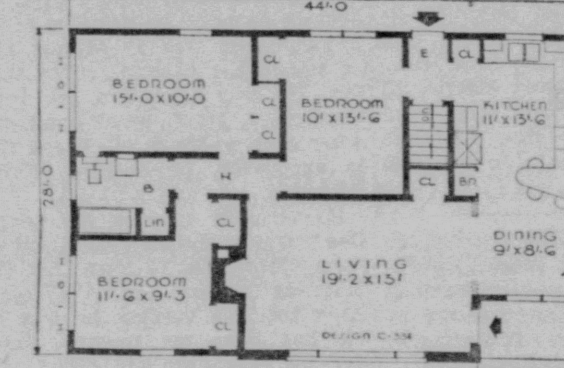 44'-0
E
CL
CL
BEDROOM
15'-0 X 10'-0
CL
BEDROOM
10' X 13'-6
KITCHEN
11' X 13'-6
CL
28'-0
H
B
CL
Bn
LIN
CL
DINING
9' X 8'-6
LIVING
19'-2 X 13'
BEDROOM
11'-6 X 9'-3
CL
DESIGN C-